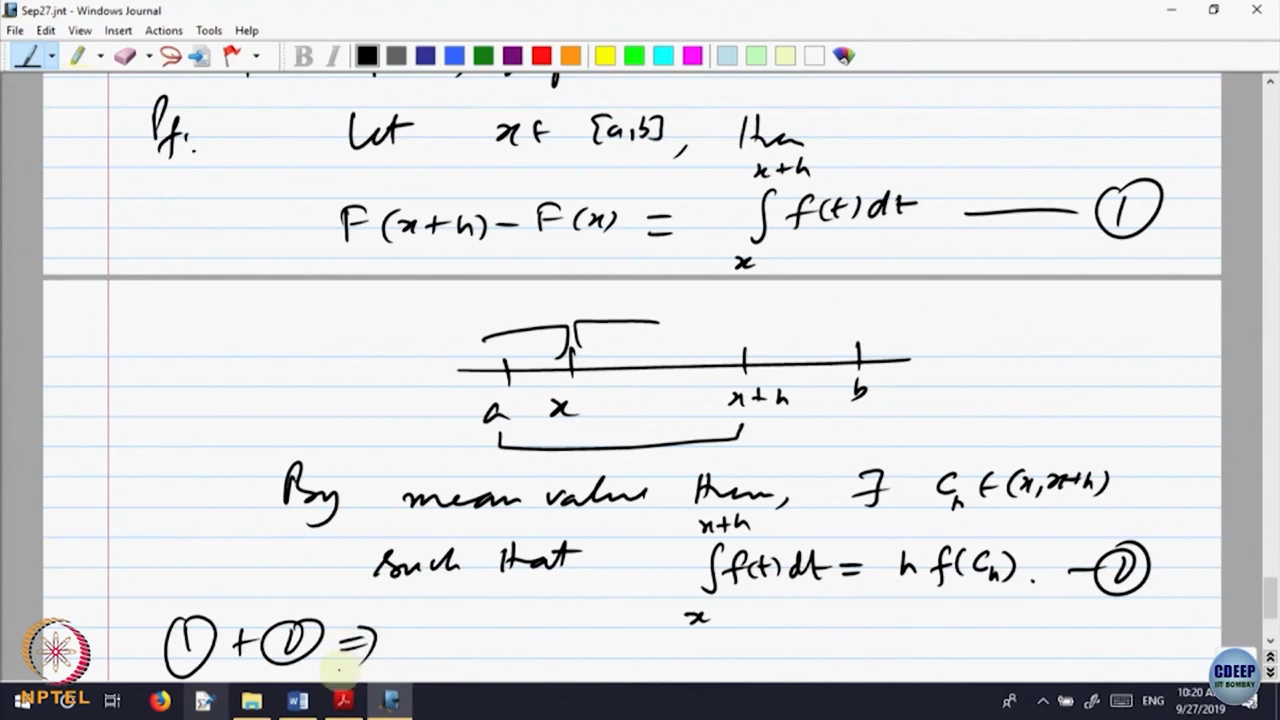 Sep27.jnt - Windows Journal
File Edit View Insert Actions Tools Help
B I
Pf: Let x ∈ [a,b], then
F(x+h) - F(x) = ∫_x^{x+h} f(t)dt —— ①
a x x+h b
By mean value thm, ∃ C_h ∈ (x, x+h)
such that ∫_x^{x+h} f(t)dt = h f(C_h). — ②
① + ② ⇒
NPTEL
CDEEP
IIT BOMBAY
ENG
10:20
9/27/2019